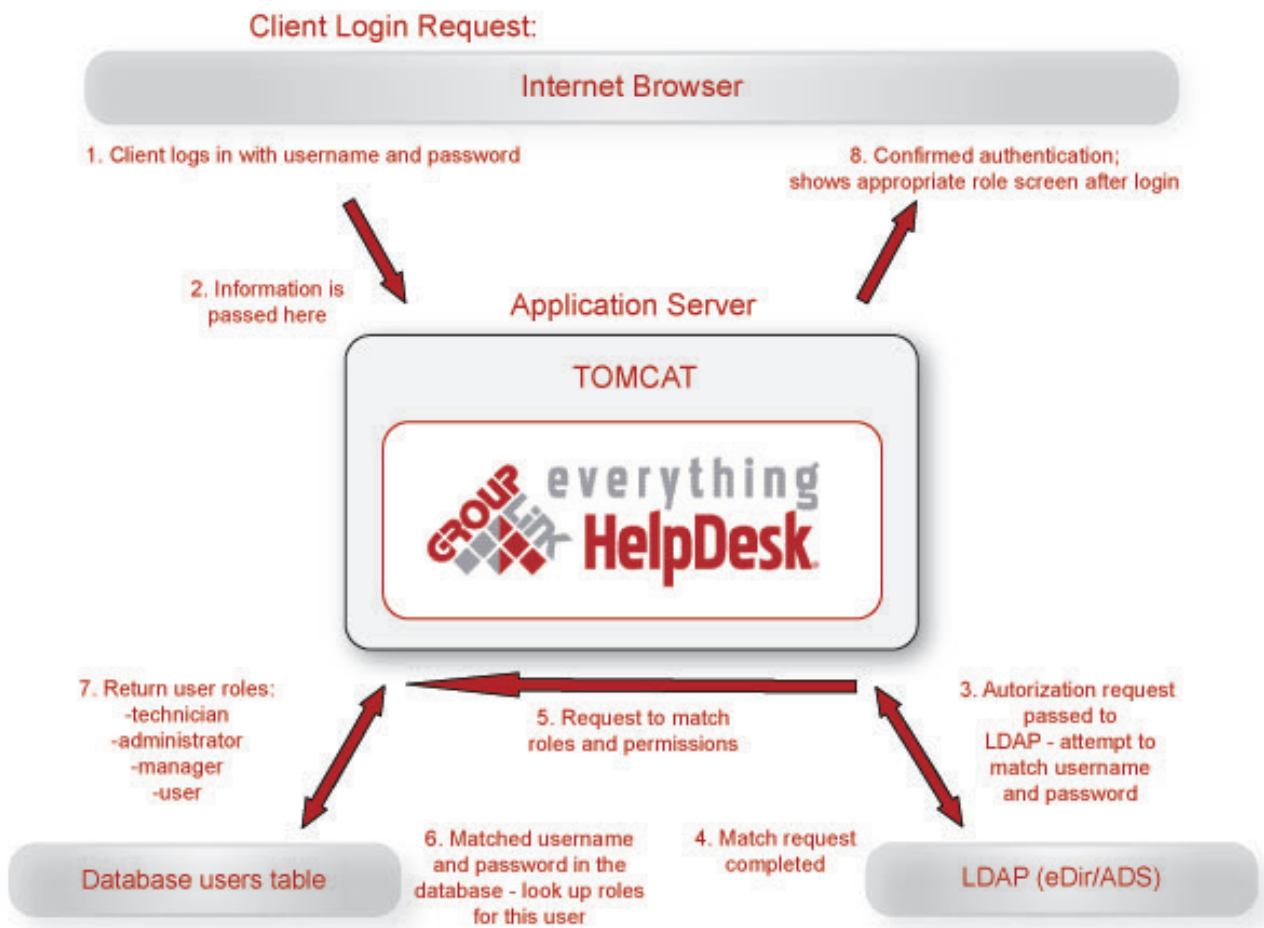 Client Login Request:
Internet Browser
1. Client logs in with username and password
8. Confirmed authentication;
shows appropriate role screen after login
2. Information is
passed here
Application Server
TOMCAT
GROUP
Link
everything
HelpDesk
7. Return user roles:
-technician
-administrator
-manager
-user
5. Request to match
roles and permissions
3. Autorization request
passed to
LDAP - attempt to
match username
and password
6. Matched username
and password in the
database - look up roles
for this user
4. Match request
completed
Database users table
LDAP (eDir/ADS)